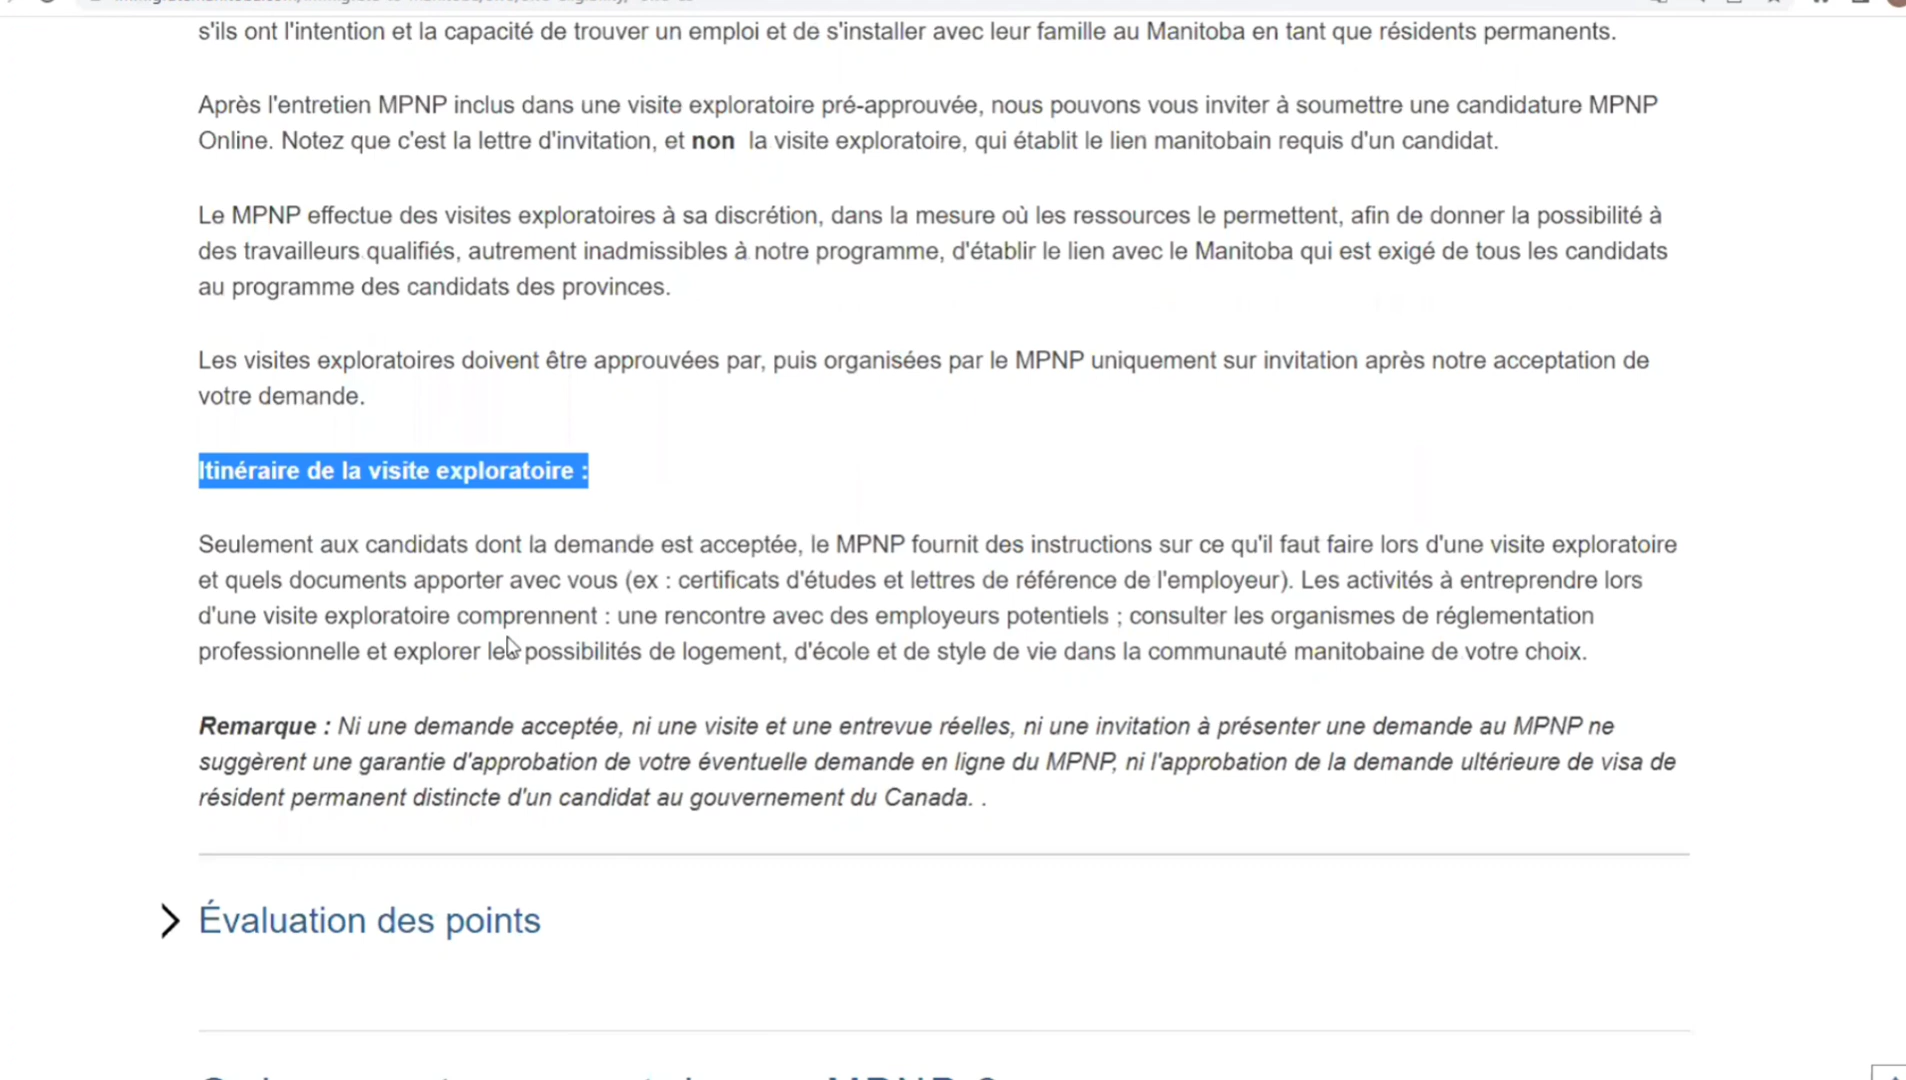 s'ils ont l'intention et la capacité de trouver un emploi et de s'installer avec leur famille au Manitoba en tant que résidents permanents.
Après l'entretien MPNP inclus dans une visite exploratoire pré-approuvée, nous pouvons vous inviter à soumettre une candidature MPNP
Online. Notez que c'est la lettre d'invitation, et non la visite exploratoire, qui établit le lien manitobain requis d'un candidat.
Le MPNP effectue des visites exploratoires à sa discrétion, dans la mesure où les ressources le permettent, afin de donner la possibilité à
des travailleurs qualifiés, autrement inadmissibles à notre programme, d'établir le lien avec le Manitoba qui est exigé de tous les candidats
au programme des candidats des provinces.
Les visites exploratoires doivent être approuvées par, puis organisées par le MPNP uniquement sur invitation après notre acceptation de
votre demande.
Itinéraire de la visite exploratoire :
Seulement aux candidats dont la demande est acceptée, le MPNP fournit des instructions sur ce qu'il faut faire lors d'une visite exploratoire
et quels documents apporter avec vous (ex : certificats d'études et lettres de référence de l'employeur). Les activités à entreprendre lors
d'une visite exploratoire comprennent : une rencontre avec des employeurs potentiels ; consulter les organismes de réglementation
professionnelle et explorer les possibilités de logement, d'école et de style de vie dans la communauté manitobaine de votre choix.
Remarque : Ni une demande acceptée, ni une visite et une entrevue réelles, ni une invitation à présenter une demande au MPNP ne
suggèrent une garantie d'approbation de votre éventuelle demande en ligne du MPNP, ni l'approbation de la demande ultérieure de visa de
résident permanent distincte d'un candidat au gouvernement du Canada. .
Évaluation des points